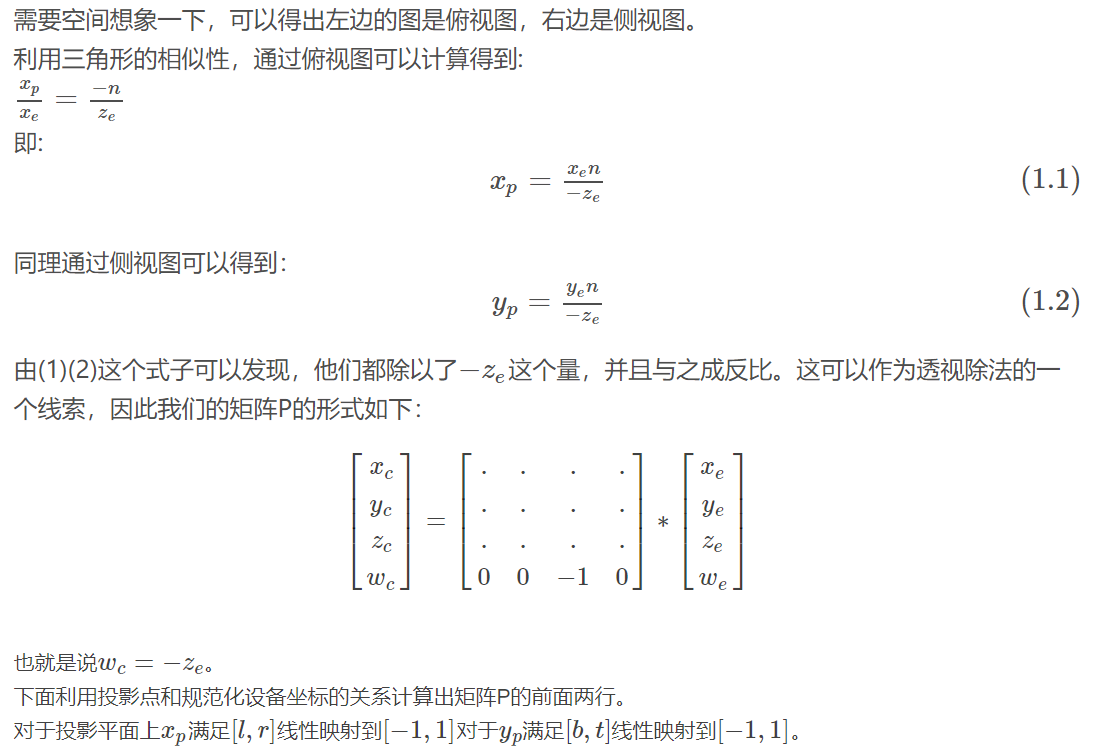 需要空间想象一下，可以得出左边的图是俯视图，右边是侧视图。
利用三角形的相似性，通过俯视图可以计算得到:
$\frac{x_p}{x_e} = \frac{-n}{z_e}$
即:
$x_p = \frac{x_e n}{-z_e}$ (1.1)
同理通过侧视图可以得到：
$y_p = \frac{y_e n}{-z_e}$ (1.2)
由(1)(2)这个式子可以发现，他们都除以了$-z_e$这个量，并且与之成反比。这可以作为透视除法的一
个线索，因此我们的矩阵P的形式如下：
$\begin{bmatrix} x_c \\ y_c \\ z_c \\ w_c \end{bmatrix} = \begin{bmatrix} . & . & . & . \\ . & . & . & . \\ . & . & . & . \\ 0 & 0 & -1 & 0 \end{bmatrix} * \begin{bmatrix} x_e \\ y_e \\ z_e \\ w_e \end{bmatrix}$
也就是说$w_c = -z_e$。
下面利用投影点和规范化设备坐标的关系计算出矩阵P的前面两行。
对于投影平面上$x_p$满足$[l, r]$线性映射到$[-1, 1]$对于$y_p$满足$[b, t]$线性映射到$[-1, 1]$。